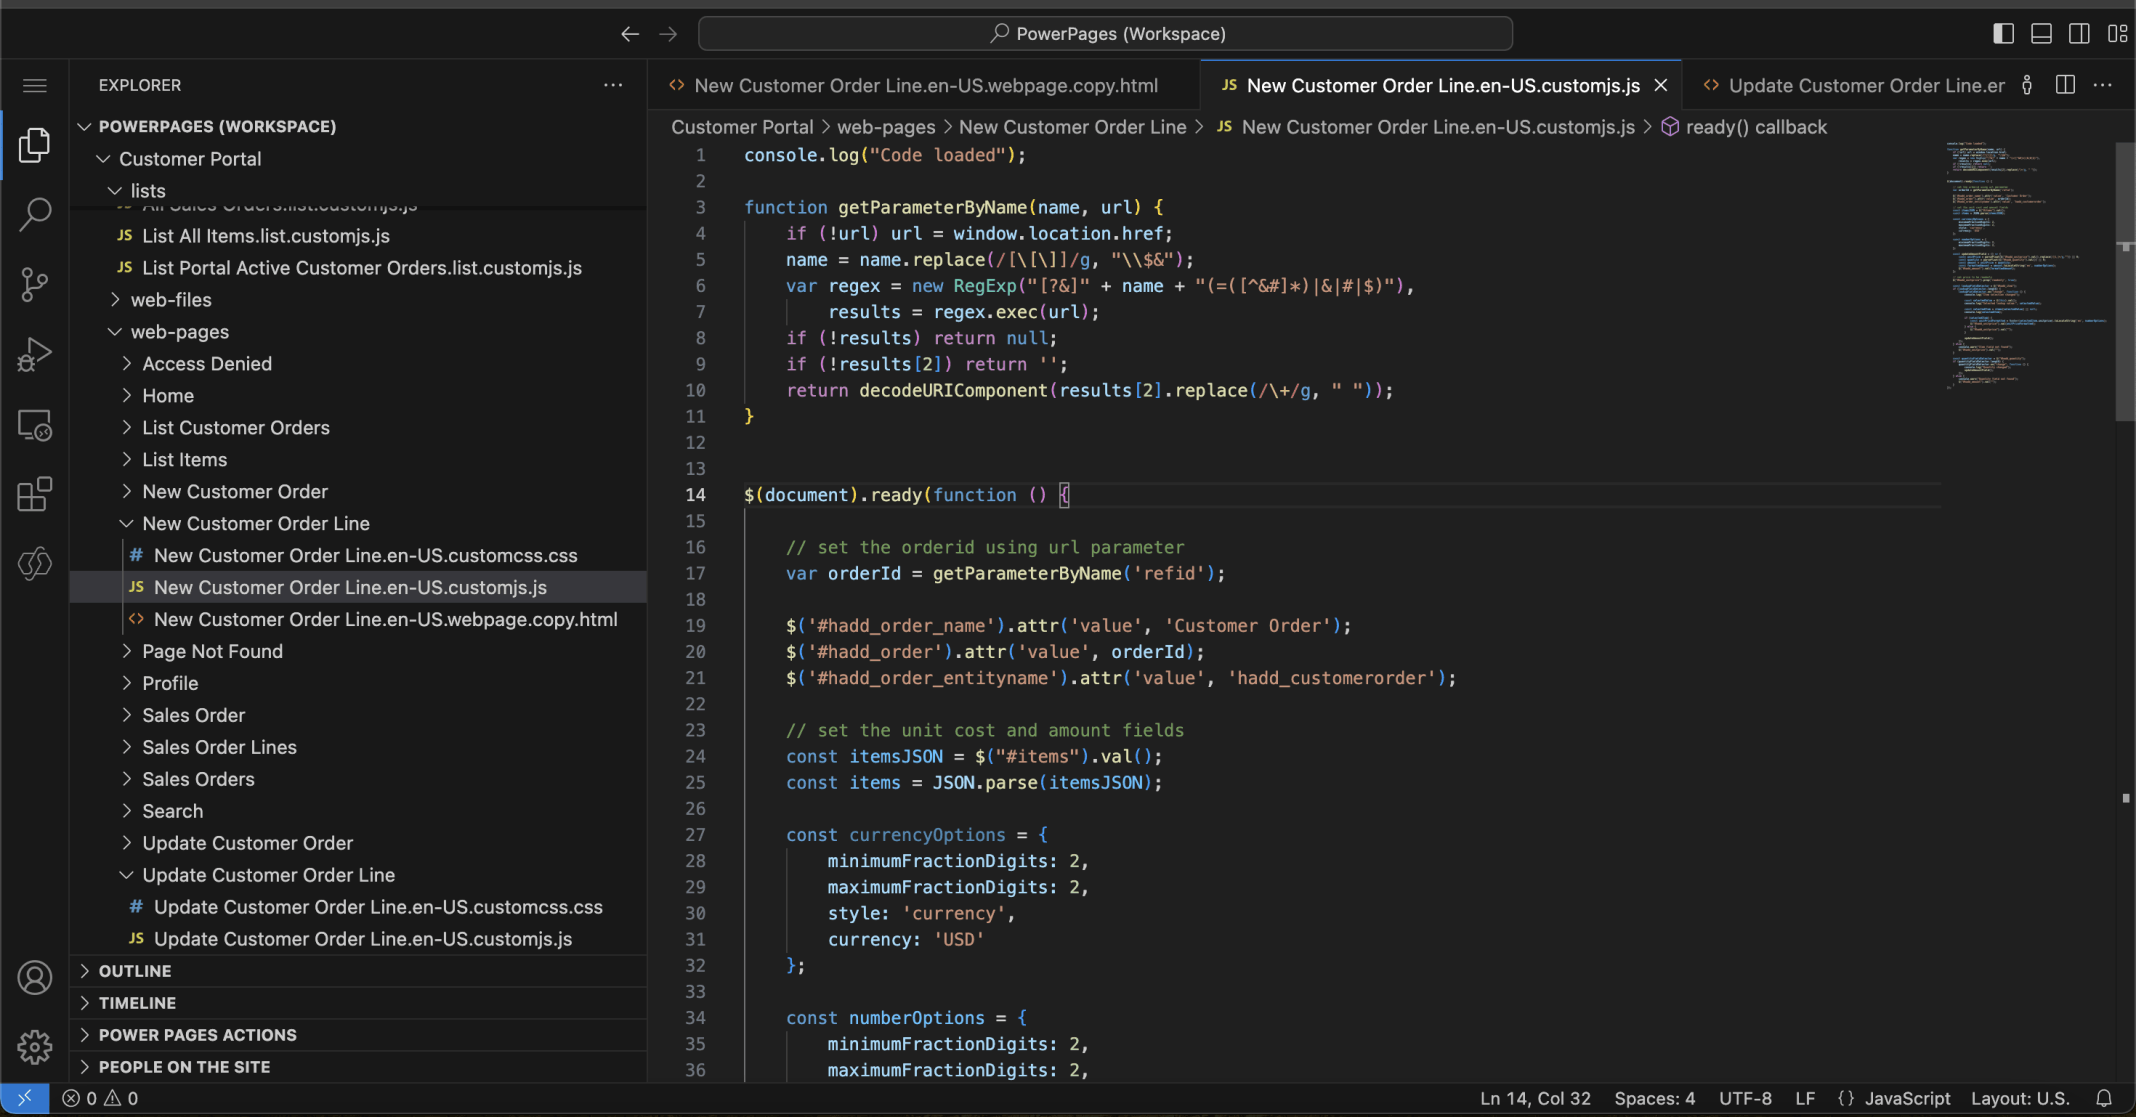 PowerPages (Workspace)
EXPLORER
POWERPAGES (WORKSPACE)
Customer Portal
lists
All Sales Orders.list.customjs.js
JS List All Items.list.customjs.js
JS List Portal Active Customer Orders.list.customjs.js
web-files
web-pages
Access Denied
Home
List Customer Orders
List Items
New Customer Order
New Customer Order Line
# New Customer Order Line.en-US.customcss.css
JS New Customer Order Line.en-US.customjs.js
<> New Customer Order Line.en-US.webpage.copy.html
Page Not Found
Profile
Sales Order
Sales Order Lines
Sales Orders
Search
Update Customer Order
Update Customer Order Line
# Update Customer Order Line.en-US.customcss.css
JS Update Customer Order Line.en-US.customjs.js
OUTLINE
TIMELINE
POWER PAGES ACTIONS
PEOPLE ON THE SITE
<> New Customer Order Line.en-US.webpage.copy.html
JS New Customer Order Line.en-US.customjs.js
<> Update Customer Order Line.er
Customer Portal > web-pages > New Customer Order Line > JS New Customer Order Line.en-US.customjs.js > ready() callback
1 console.log("Code loaded");
2
3 function getParameterByName(name, url) {
4 if (!url) url = window.location.href;
5 name = name.replace(/[\[\]]/g, "\\$&");
6 var regex = new RegExp("[?&]" + name + "(=([^&#]*)|&|#|$)"),
7 results = regex.exec(url);
8 if (!results) return null;
9 if (!results[2]) return '';
10 return decodeURIComponent(results[2].replace(/\+/g, " "));
11 }
12
13
14 $(document).ready(function () {
15
16 // set the orderid using url parameter
17 var orderId = getParameterByName('refid');
18
19 $('#hadd_order_name').attr('value', 'Customer Order');
20 $('#hadd_order').attr('value', orderId);
21 $('#hadd_order_entityname').attr('value', 'hadd_customerorder');
22
23 // set the unit cost and amount fields
24 const itemsJSON = $("#items").val();
25 const items = JSON.parse(itemsJSON);
26
27 const currencyOptions = {
28 minimumFractionDigits: 2,
29 maximumFractionDigits: 2,
30 style: 'currency',
31 currency: 'USD'
32 };
33
34 const numberOptions = {
35 minimumFractionDigits: 2,
36 maximumFractionDigits: 2,
0 0
Ln 14, Col 32 Spaces: 4 UTF-8 LF {} JavaScript Layout: U.S.